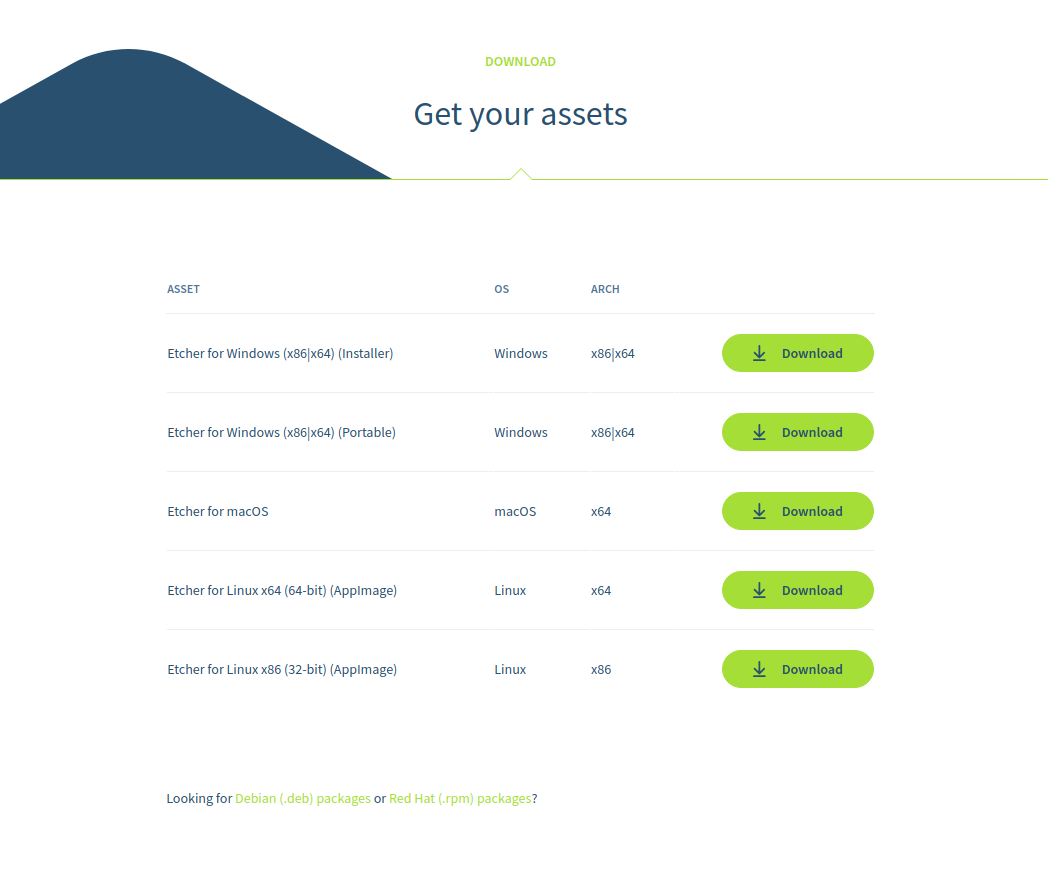 DOWNLOAD
Get your assets
ASSET OS ARCH
Etcher for Windows (x86|x64) (Installer) Windows x86|x64 Download
Etcher for Windows (x86|x64) (Portable) Windows x86|x64 Download
Etcher for macOS macOS x64 Download
Etcher for Linux x64 (64-bit) (AppImage) Linux x64 Download
Etcher for Linux x86 (32-bit) (AppImage) Linux x86 Download
Looking for Debian (.deb) packages or Red Hat (.rpm) packages?